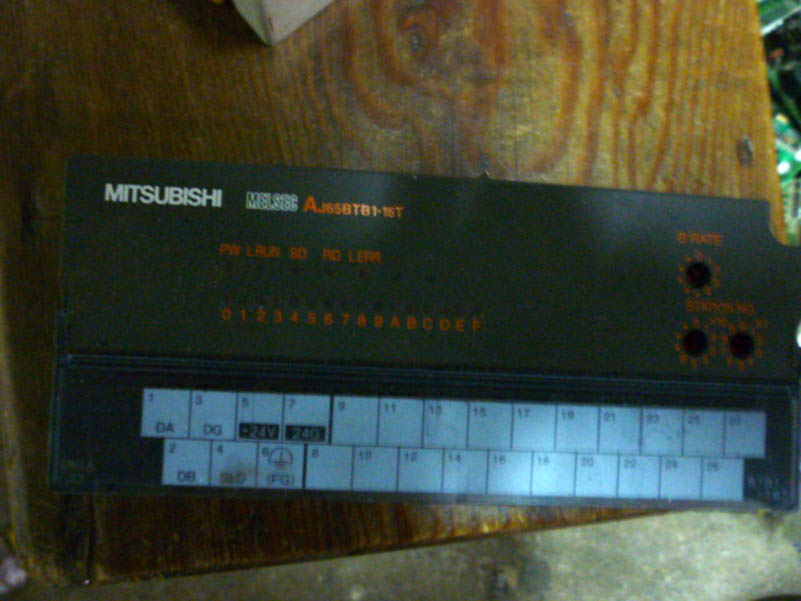 MITSUBISHI MELSEC AJ65BTB1-16T
B RATE
PW L RUN SD RD L ERR.
STATION NO.
0 1 2 3 4 5 6 7 8 9 A B C D E F
1 3 5 7 9 11 13 15 17 19 21 23 25 27
DA DG +24V 24G
2 4 6 8 10 12 14 16 18 20 22 24 26
DB SLD (FG)